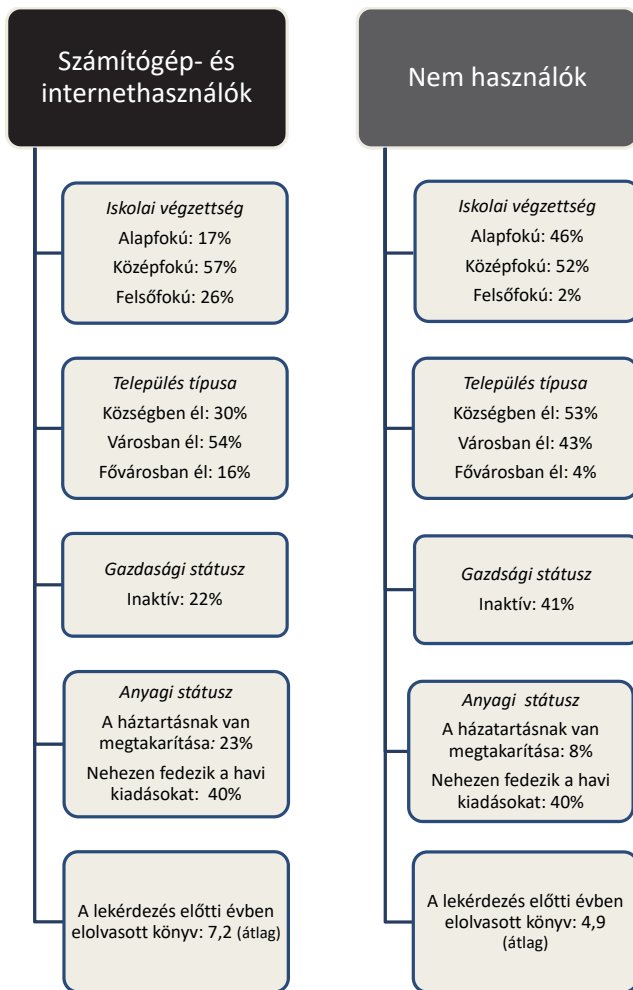 Számítógép- és
internethasználók
Iskolai végzettség
Alapfokú: 17%
Középfokú: 57%
Felsőfokú: 26%
Település típusa
Községben él: 30%
Városban él: 54%
Fővárosban él: 16%
Gazdasági státusz
Inaktív: 22%
Anyagi státusz
A háztartásnak van
megtakarítása: 23%
Nehezen fedezik a havi
kiadásokat: 40%
A lekérdezés előtti évben
elolvasott könyv: 7,2 (átlag)
Nem használók
Iskolai végzettség
Alapfokú: 46%
Középfokú: 52%
Felsőfokú: 2%
Település típusa
Községben él: 53%
Városban él: 43%
Fővárosban él: 4%
Gazdsági státusz
Inaktív: 41%
Anyagi státusz
A házatartásnak van
megtakarítása: 8%
Nehezen fedezik a havi
kiadásokat: 40%
A lekérdezés előtti évben
elolvasott könyv: 4,9
(átlag)